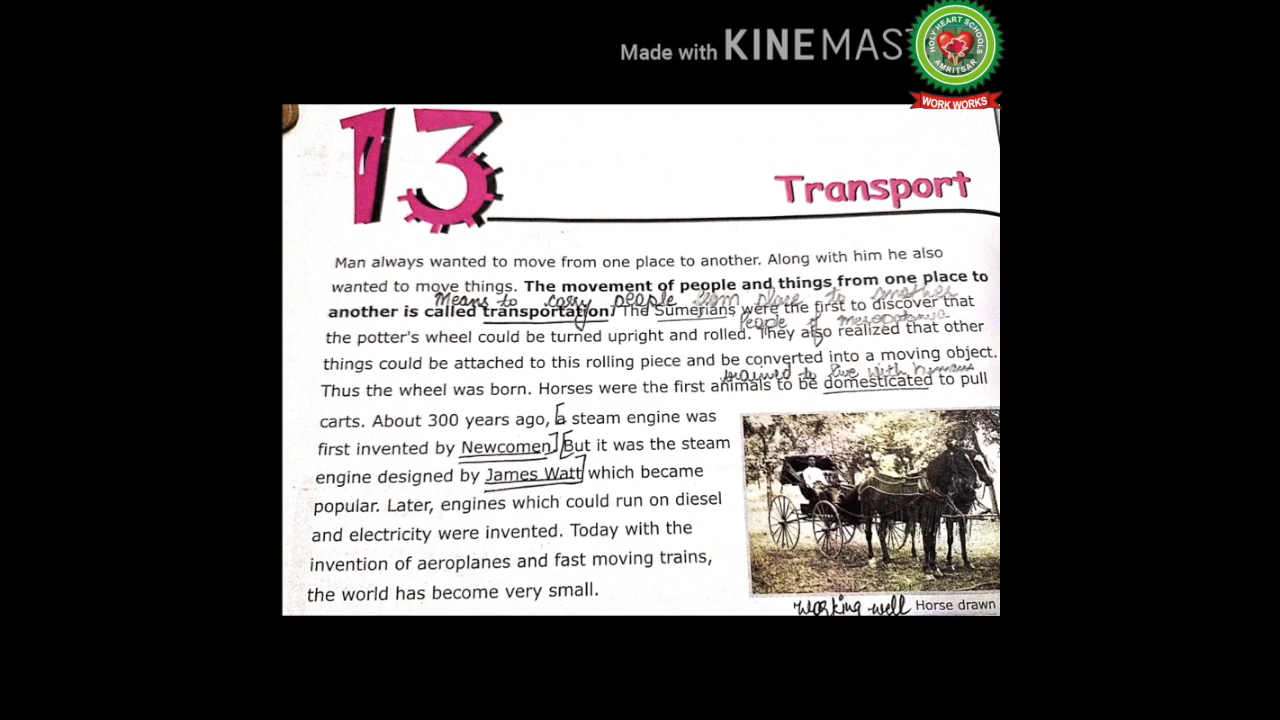 Made with KINEMAS
HOLY HEART SCHOOLS
AMRITSAR
WORK WORKS
13
Transport
Man always wanted to move from one place to another. Along with him he also
wanted to move things. The movement of people and things from one place to
Means to carry people from place to another
another is called transportation. The Sumerians were the first to discover that
People of mesopotamya
the potter's wheel could be turned upright and rolled. They also realized that other
things could be attached to this rolling piece and be converted into a moving object.
trained to live with humans
Thus the wheel was born. Horses were the first animals to be domesticated to pull
carts. About 300 years ago, a steam engine was
first invented by Newcomen. But it was the steam
engine designed by James Watt which became
popular. Later, engines which could run on diesel
and electricity were invented. Today with the
invention of aeroplanes and fast moving trains,
the world has become very small.
working well Horse drawn